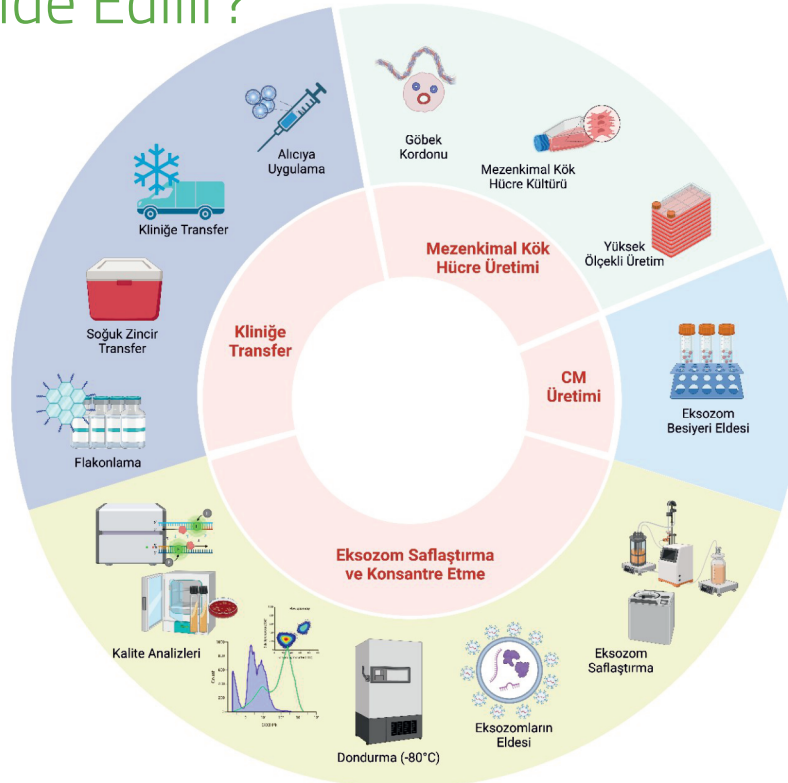 Edilir?
Göbek
Kordonu
Mezenkimal Kök
Hücre Kültürü
Yüksek
Ölçekli Üretim
Mezenkimal Kök
Hücre Üretimi
CM
Üretimi
Eksozom
Besiyeri Eldesi
Eksozom Saflaştırma
ve Konsantre Etme
Eksozom
Saflaştırma
Eksozomların
Eldesi
Dondurma (-80°C)
Kalite Analizleri
Kliniğe
Transfer
Flakonlama
Soğuk Zincir
Transfer
Kliniğe Transfer
Alıcıya
Uygulama